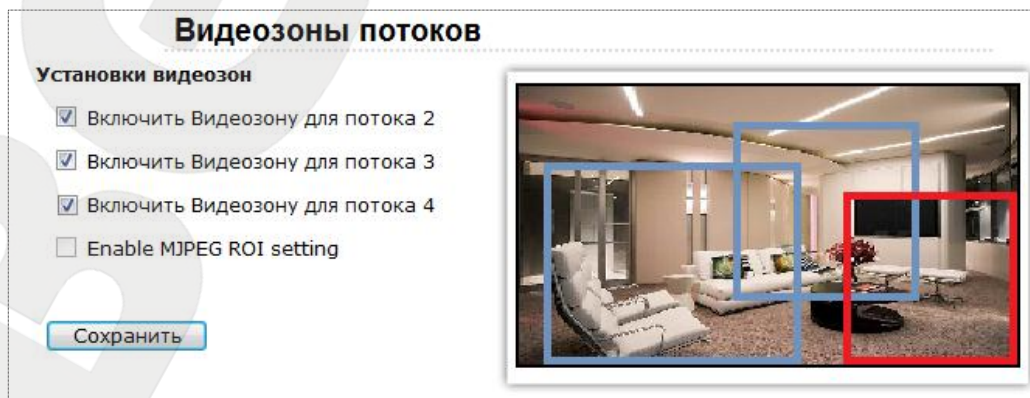 Видеозоны потоков
Установки видеозон
Включить Видеозону для потока 2
Включить Видеозону для потока 3
Включить Видеозону для потока 4
Enable MJPEG ROI setting
Сохранить